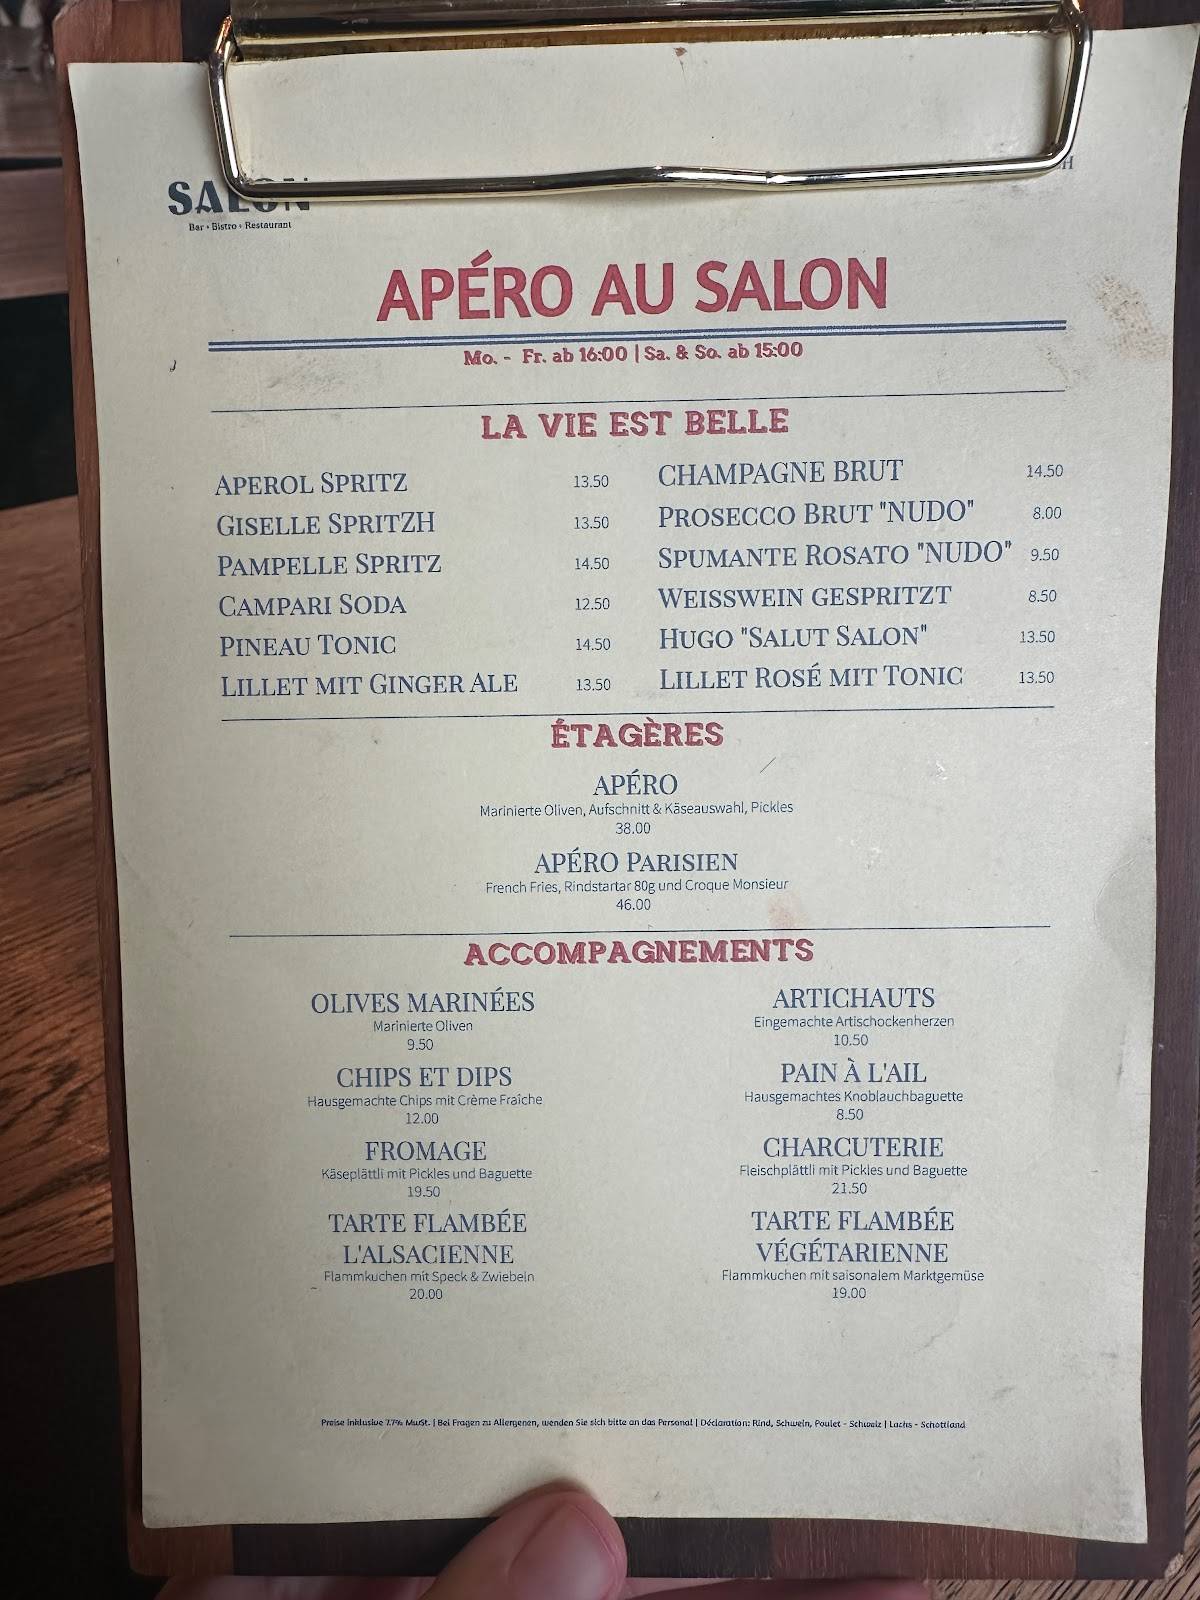 SALON
Bar • Bistro • Restaurant
APÉRO AU SALON
Mo. - Fr. ab 16:00 | Sa. & So. ab 15:00
LA VIE EST BELLE
APEROL SPRITZ 13.50
GISELLE SPRITZH 13.50
PAMPELLE SPRITZ 14.50
CAMPARI SODA 12.50
PINEAU TONIC 14.50
LILLET MIT GINGER ALE 13.50
CHAMPAGNE BRUT 14.50
PROSECCO BRUT "NUDO" 8.00
SPUMANTE ROSATO "NUDO" 9.50
WEISSWEIN GESPRITZT 8.50
HUGO "SALUT SALON" 13.50
LILLET ROSÉ MIT TONIC 13.50
ÉTAGÈRES
APÉRO
Marinierte Oliven, Aufschnitt & Käseauswahl, Pickles
38.00
APÉRO PARISIEN
French Fries, Rindstartar 80g und Croque Monsieur
46.00
ACCOMPAGNEMENTS
OLIVES MARINÉES
Marinierte Oliven
9.50
CHIPS ET DIPS
Hausgemachte Chips mit Crème Fraîche
12.00
FROMAGE
Käseplättli mit Pickles und Baguette
19.50
TARTE FLAMBÉE
L'ALSACIENNE
Flammkuchen mit Speck & Zwiebeln
20.00
ARTICHAUTS
Eingemachte Artischockenherzen
10.50
PAIN À L'AIL
Hausgemachtes Knoblauchbaguette
8.50
CHARCUTERIE
Fleischplättli mit Pickles und Baguette
21.50
TARTE FLAMBÉE
VÉGÉTARIENNE
Flammkuchen mit saisonalem Marktgemüse
19.00
Preise inklusive 7.7% MwSt. | Bei Fragen zu Allergenen, wenden Sie sich bitte an das Personal | Déclaration: Rind, Schwein, Poulet - Schweiz | Lachs - Schottland